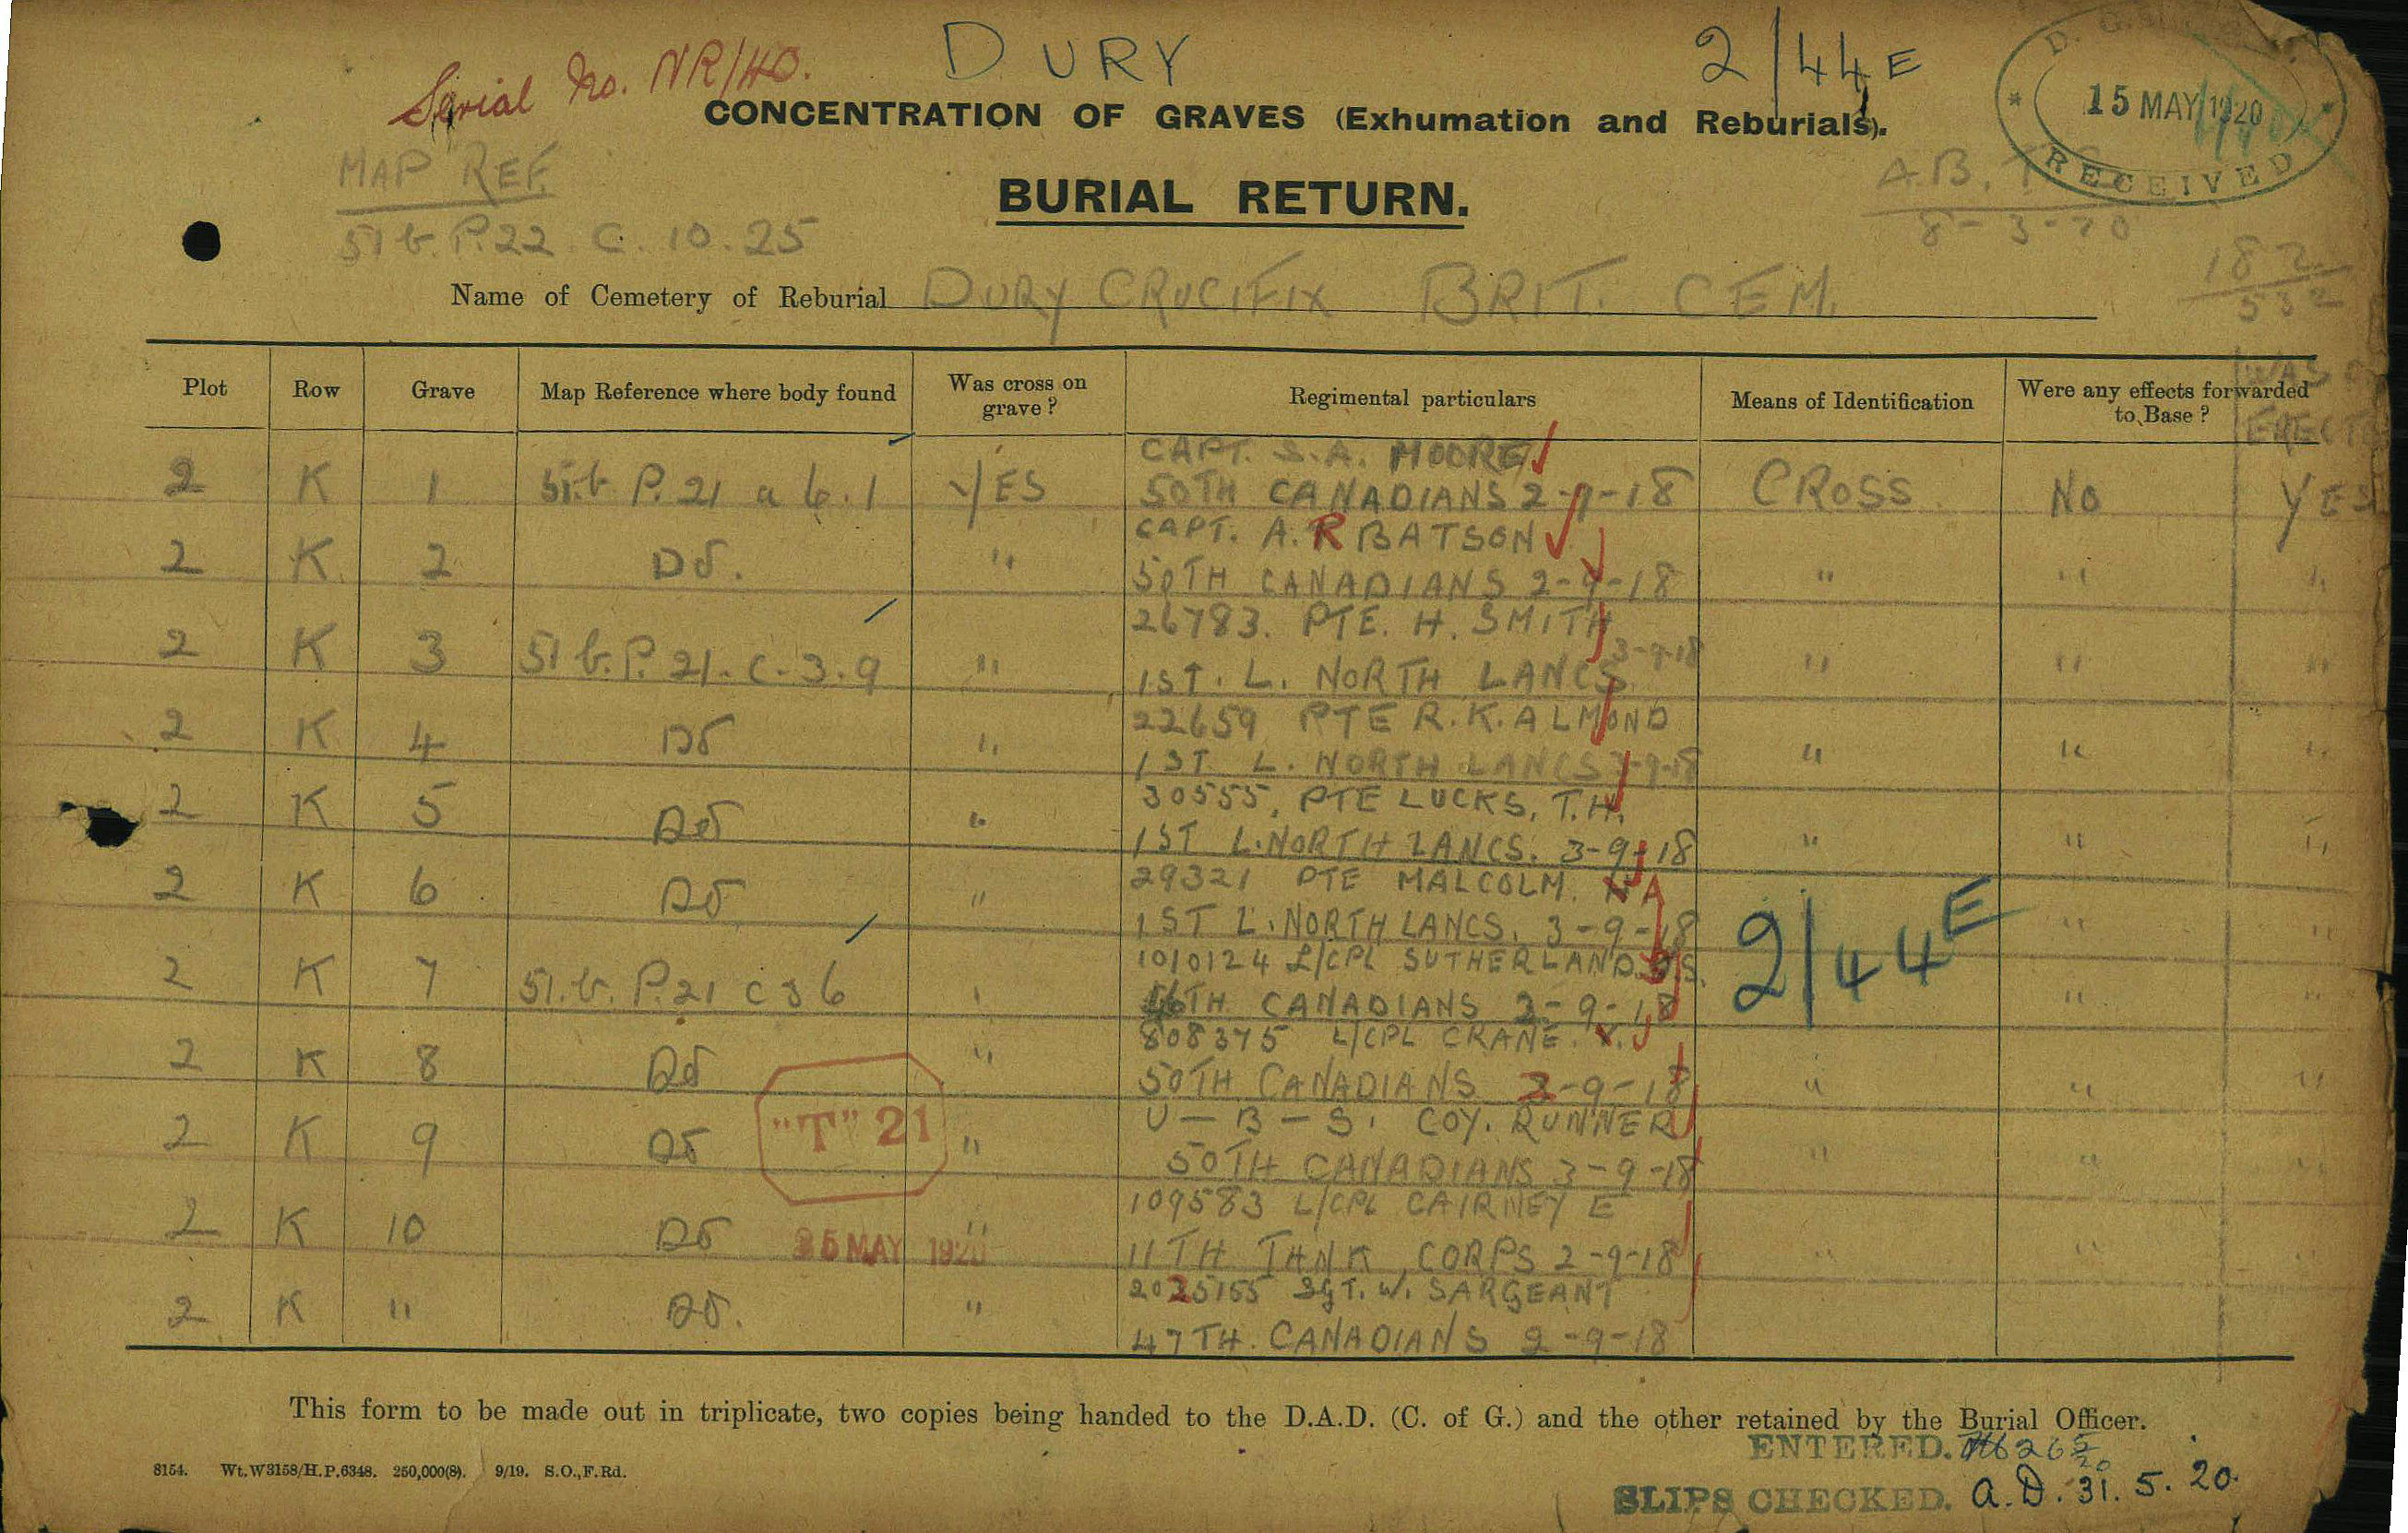 Serial No. NR/40.
DURY
2/44 E
15 MAY 1920
RECEIVED
CONCENTRATION OF GRAVES (Exhumation and Reburials).
MAP REF.
51b. P.22. C. 10. 25
BURIAL RETURN.
8-3-20
182
532
Name of Cemetery of Reburial DURY CRUCIFIX BRIT. CEM.
Plot Row Grave Map Reference where body found Was cross on grave? Regimental particulars Means of Identification Were any effects forwarded to Base?
CAPT. S.A. MOORE
2 K 1 51.b P. 21 a 6.1 YES 50TH CANADIANS 2-9-18 CROSS NO YES
CAPT. A. R BATSON
2 K 2 DO. " 50TH CANADIANS 2-9-18 " " "
26783. PTE. H. SMITH
3-9-18
2 K 3 51 b. P. 21. C. 3. 9 " 1ST. L. NORTH LANCS " " "
22659 PTE R.K. ALMOND
2 K 4 DO " 1ST L. NORTH LANCS 3-9-18 " " "
30555, PTE LUCKS, T.H.
2 K 5 DO " 1ST L. NORTH LANCS. 3-9-18 " " "
29321 PTE MALCOLM. A
2 K 6 DO " 1ST L. NORTH LANCS. 3-9-18 " "
1010124 L/CPL SUTHERLAND S.
2/44 E
2 K 7 51. b. P. 21 C 3 6 46TH CANADIANS 2-9-18 " "
808375 L/CPL CRANE.
2 K 8 DO " 50TH CANADIANS 2-9-18 " " "
U-B-S. COY. RUNNER
2 K 9 DO "T" 21 " 50TH CANADIANS 3-9-18 " " "
109583 L/CPL CAIRNEY E
2 K 10 DO " 11TH TANK CORPS 2-9-18 " " "
25 MAY 1920
2025155 SGT. W. SARGEANT
2 K 11 DO. " 47TH. CANADIANS 2-9-18
This form to be made out in triplicate, two copies being handed to the D.A.D. (C. of G.) and the other retained by the Burial Officer.
ENTERED.
8154. Wt.W3158/H.P.6348. 250,000(8). 9/19. S.O.,F.Rd.
SLIPS CHECKED. A.D. 31. 5. 20.